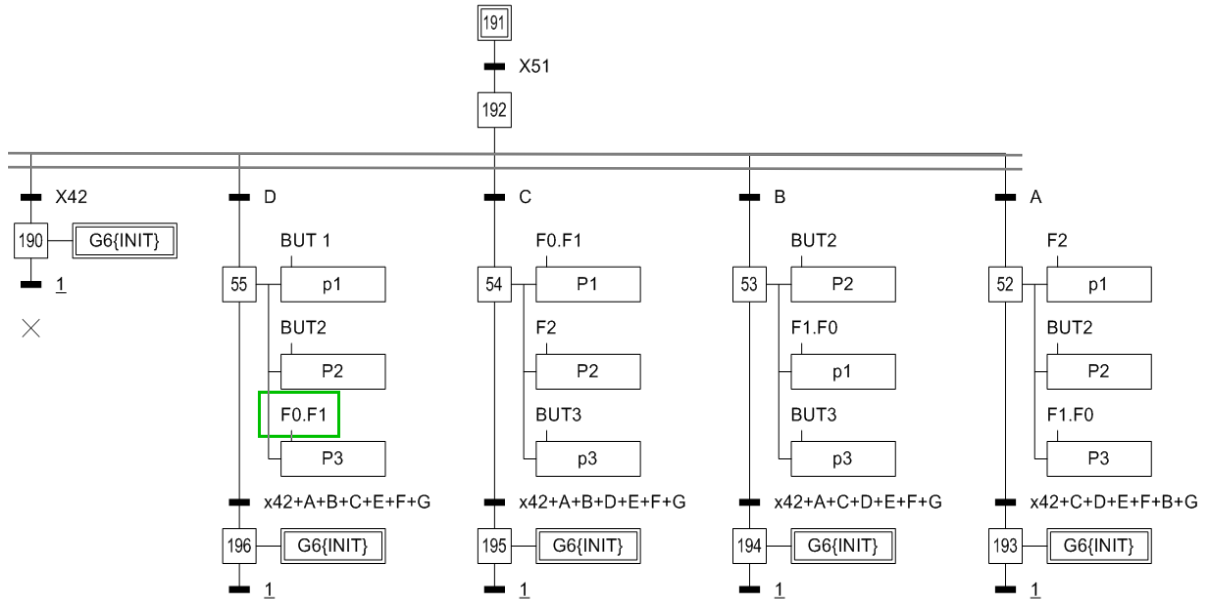 191
X51
192
X42 D C B A
190 G6{INIT} BUT 1 F0.F1 BUT2 F2
1 55 p1 54 P1 53 P2 52 p1
BUT2 F2 F1.F0 BUT2
P2 P2 p1 P2
F0.F1 BUT3 BUT3 F1.F0
P3 p3 p3 P3
x42+A+B+C+E+F+G x42+A+B+D+E+F+G x42+A+C+D+E+F+G x42+C+D+E+F+B+G
196 G6{INIT} 195 G6{INIT} 194 G6{INIT} 193 G6{INIT}
1 1 1 1